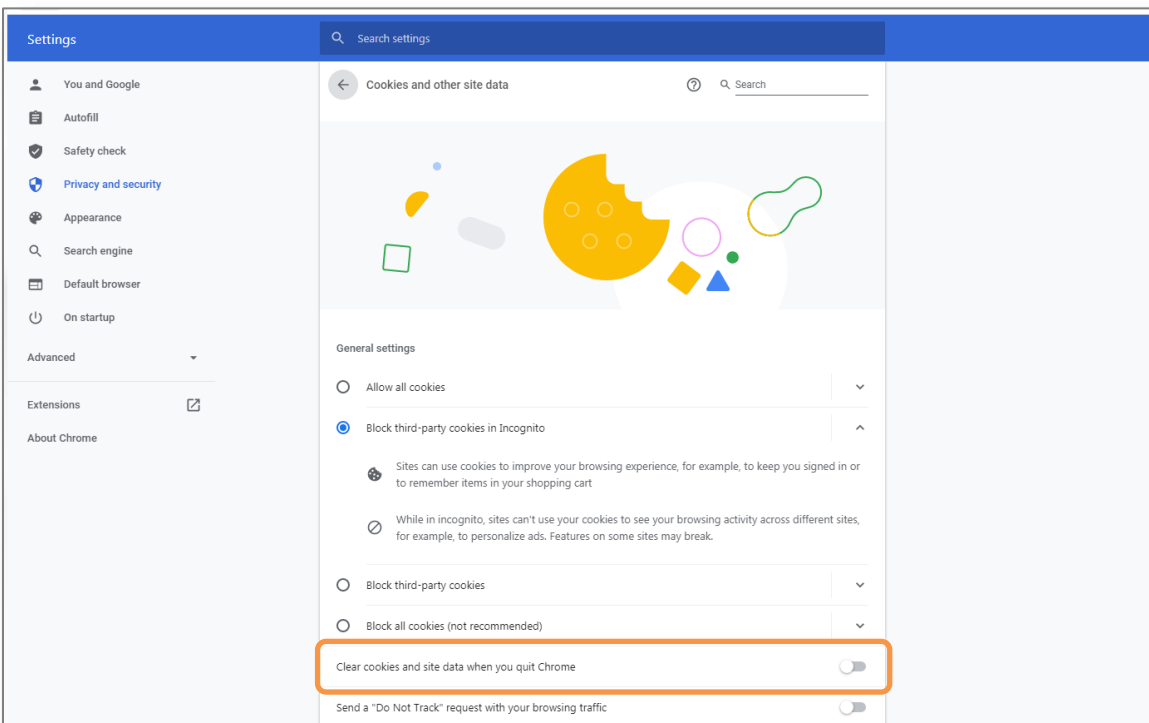 Settings
Search settings
You and Google
Autofill
Safety check
Privacy and security
Appearance
Search engine
Default browser
On startup
Advanced
Extensions
About Chrome
Cookies and other site data
Search
General settings
Allow all cookies
Block third-party cookies in Incognito
Sites can use cookies to improve your browsing experience, for example, to keep you signed in or
to remember items in your shopping cart
While in incognito, sites can't use your cookies to see your browsing activity across different sites,
for example, to personalize ads. Features on some sites may break.
Block third-party cookies
Block all cookies (not recommended)
Clear cookies and site data when you quit Chrome
Send a "Do Not Track" request with your browsing traffic